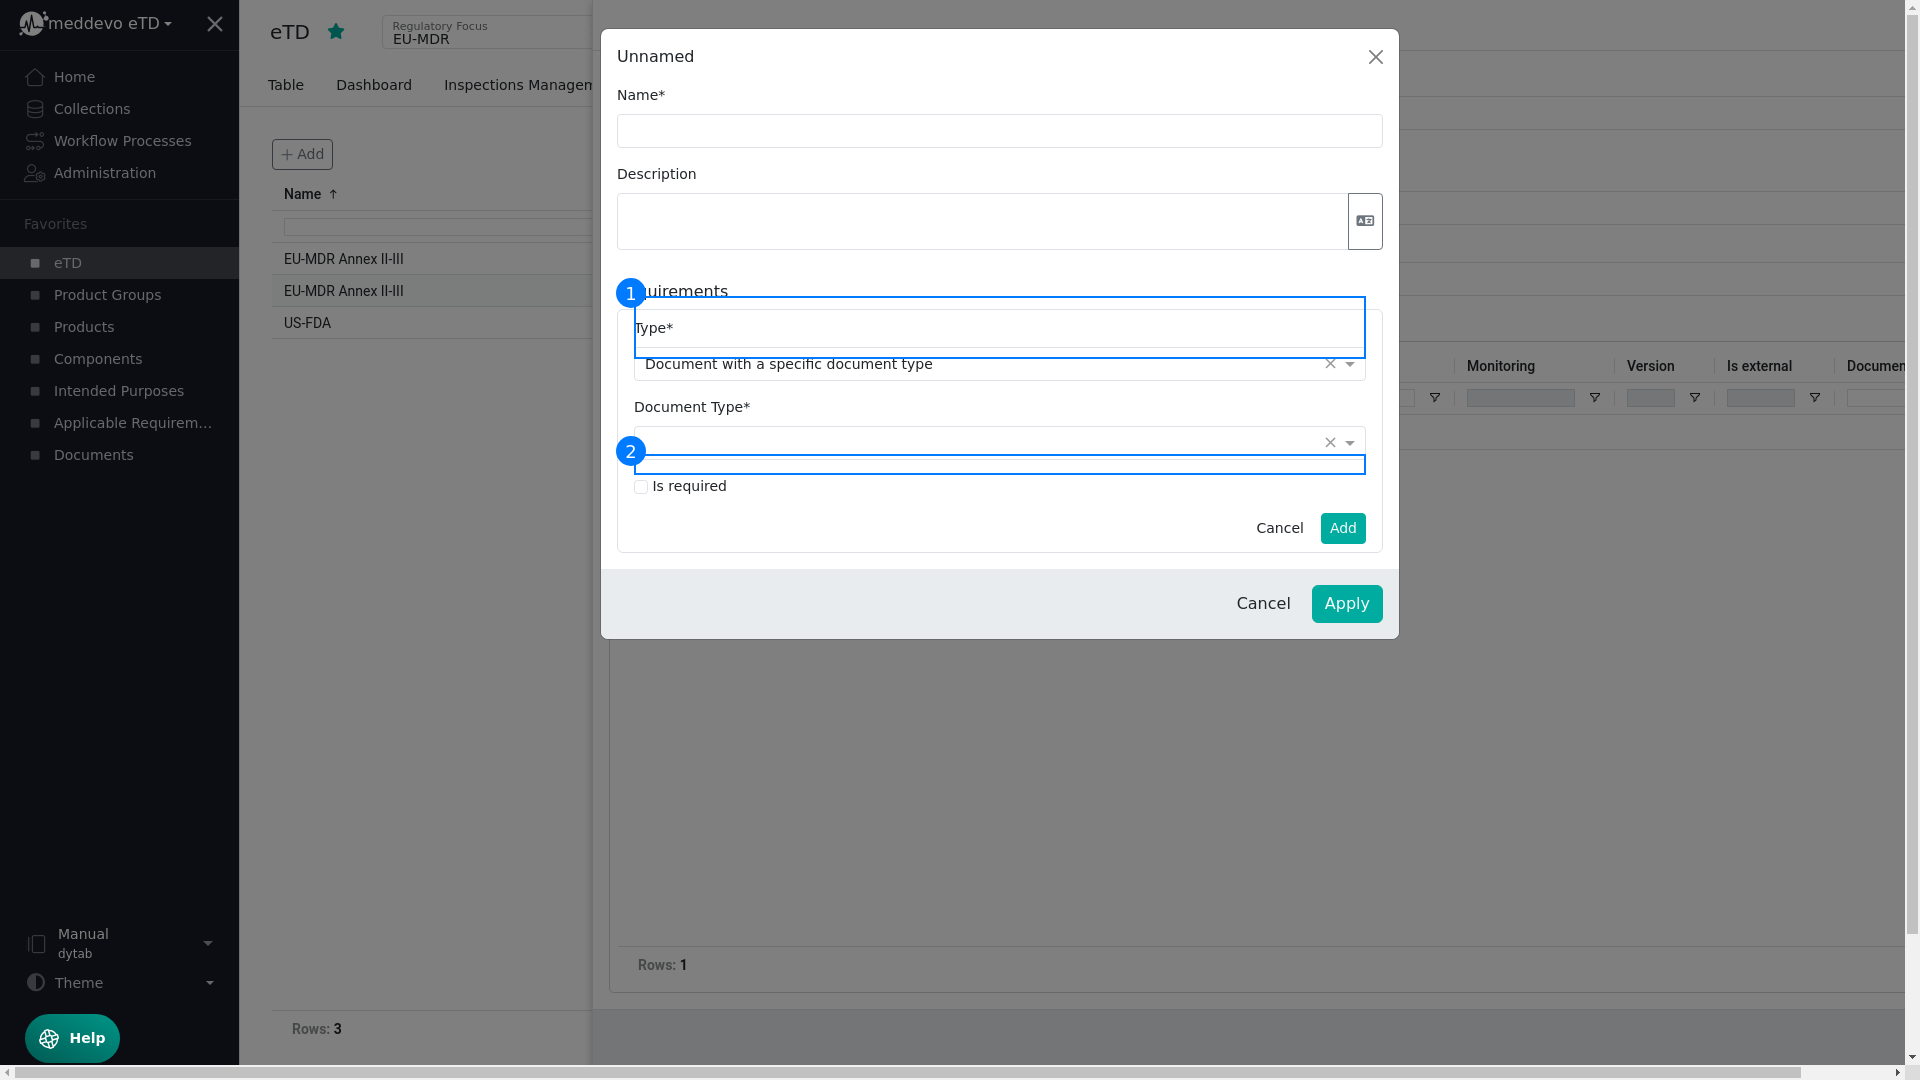 meddevo eTD
Home
Collections
Workflow Processes
Administration
Favorites
eTD
Product Groups
Products
Components
Intended Purposes
Applicable Requirem...
Documents
Manual
dytab
Theme
Help
eTD
Regulatory Focus
EU-MDR
Table
Dashboard
Inspections Managem
Add
Name
EU-MDR Annex II-III
EU-MDR Annex II-III
US-FDA
Rows: 3
Unnamed
Name*
Description
1
quirements
Type*
Document with a specific document type
Document Type*
2
Is required
Cancel
Add
Cancel
Apply
Monitoring
Version
Is external
Documen
Rows: 1